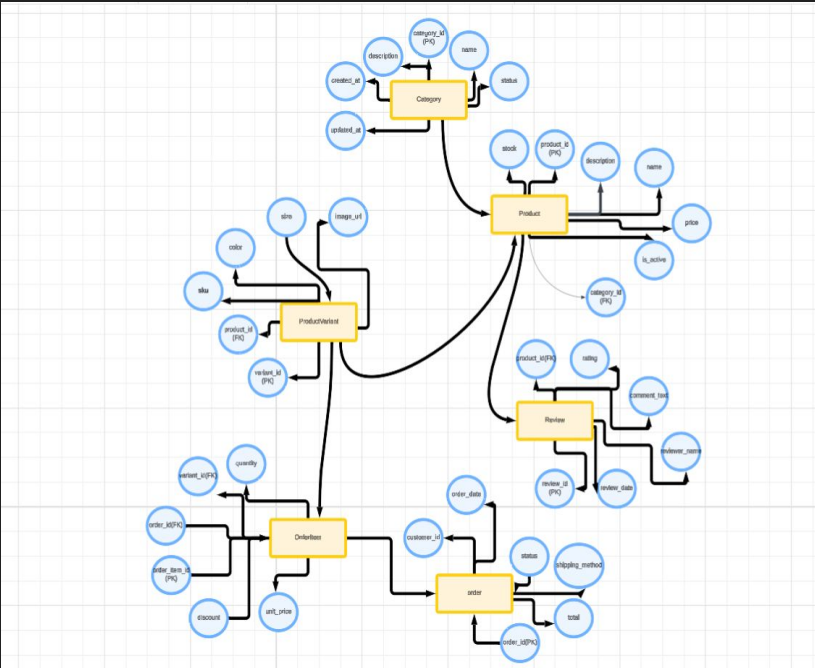 category_id
(PK)
description
name
created_at
status
Category
updated_at
stock
product_id
(PK)
description
name
Product
price
is_active
category_id
(FK)
size
image_url
color
sku
ProductVariant
product_id
(FK)
variant_id
(PK)
product_id(FK)
rating
comment_text
Review
reviewer_name
review_id
(PK)
review_date
variant_id(FK)
quantity
order_id(FK)
OrderItem
order_item_id
(PK)
discount
unit_price
order_date
customer_id
status
shipping_method
order
total
order_id(PK)